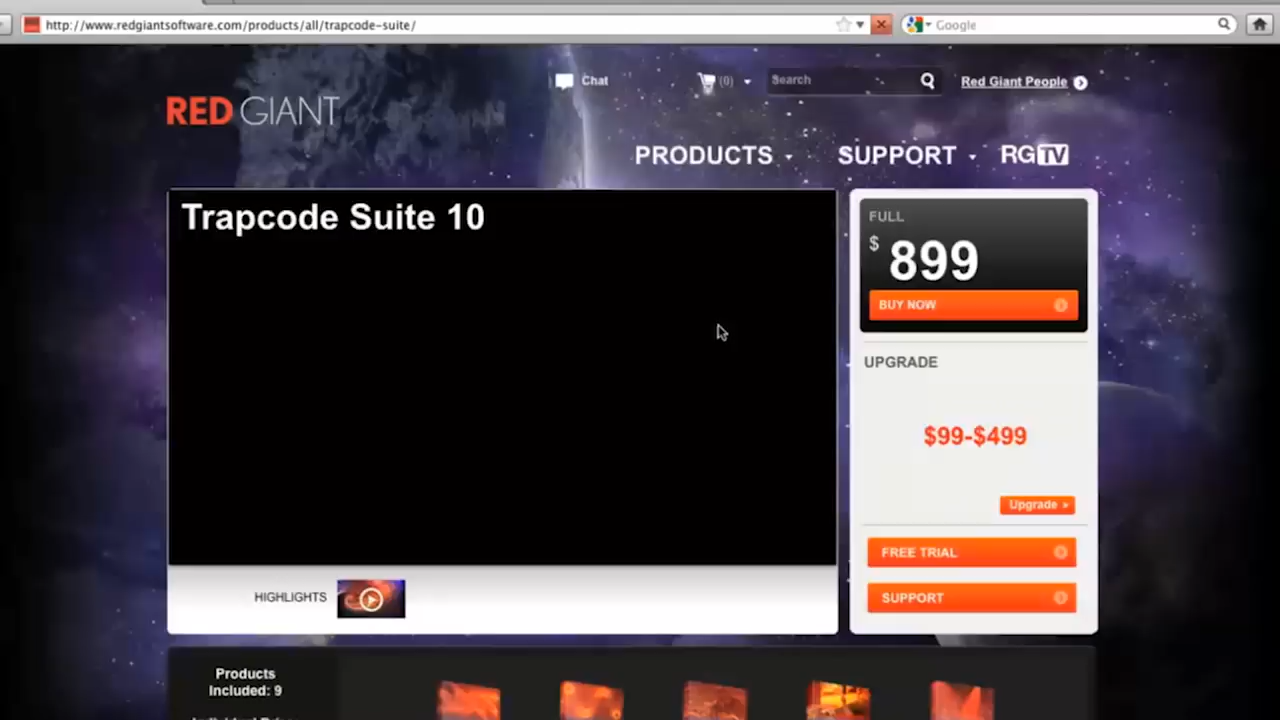 http://www.redgiantsoftware.com/products/all/trapcode-suite/
Google
Chat
(0)
Search
Red Giant People
RED GIANT
PRODUCTS
SUPPORT
RGTV
Trapcode Suite 10
FULL
$ 899
BUY NOW
UPGRADE
$99-$499
Upgrade »
FREE TRIAL
SUPPORT
HIGHLIGHTS
Products
Included: 9